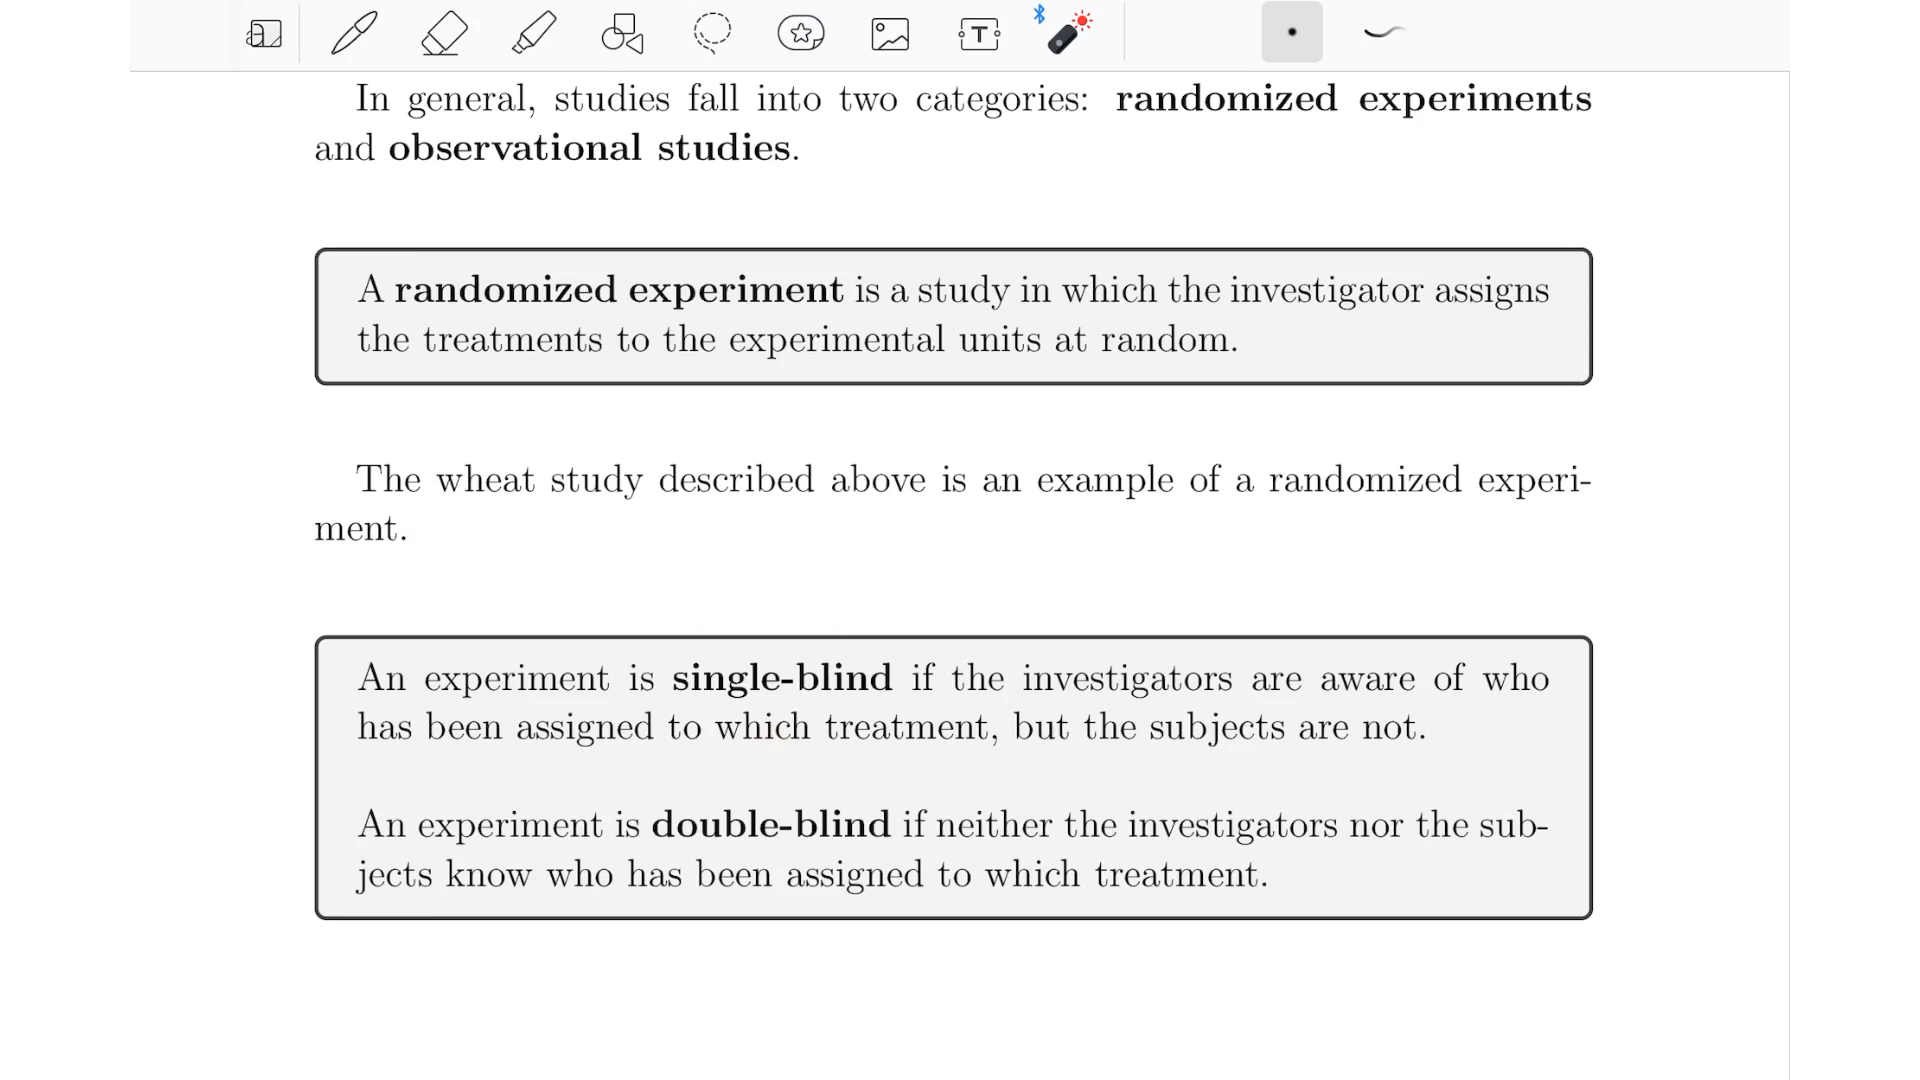 In general, studies fall into two categories: randomized experiments
and observational studies.
A randomized experiment is a study in which the investigator assigns
the treatments to the experimental units at random.
The wheat study described above is an example of a randomized experi-
ment.
An experiment is single-blind if the investigators are aware of who
has been assigned to which treatment, but the subjects are not.
An experiment is double-blind if neither the investigators nor the sub-
jects know who has been assigned to which treatment.